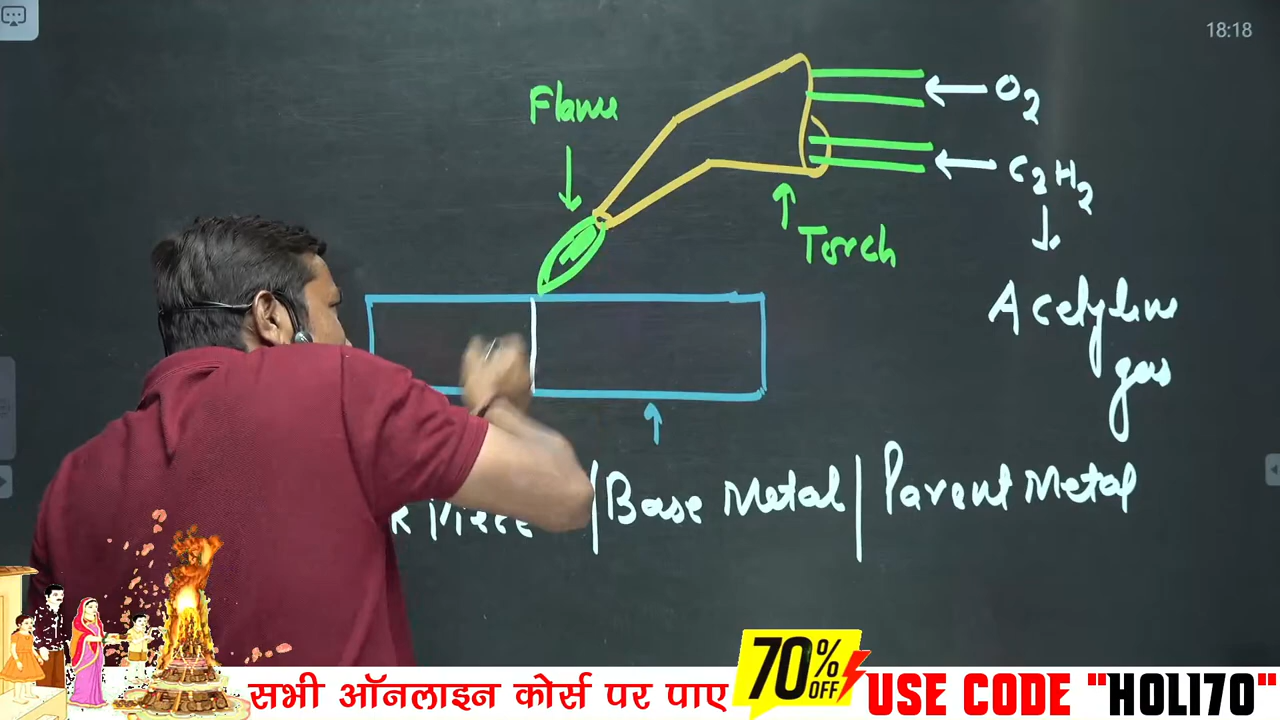 18:18
Flame
O2
C2H2
Torch
Acetylene
gas
Piece / Base Metal / Parent Metal
सभी ऑनलाइन कोर्स पर पाए 70% OFF USE CODE "HOLI70"